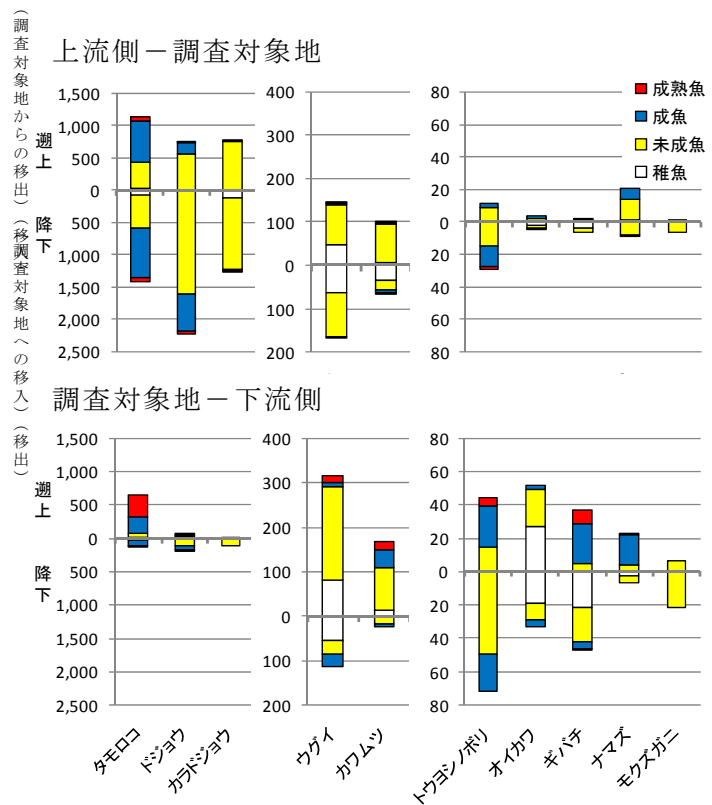 （調査対象地からの移出）
調査対象地への移入）（移出）
上流側－調査対象地
遡上
降下
1,500
1,000
500
0
500
1,000
1,500
2,000
2,500
400
300
200
100
0
100
200
80
60
40
20
0
20
40
60
80
成熟魚
成魚
未成魚
稚魚
調査対象地－下流側
遡上
降下
1,500
1,000
500
0
500
1,000
1,500
2,000
2,500
400
300
200
100
0
100
200
80
60
40
20
0
20
40
60
80
タモロコ
ドジョウ
カラドジョウ
ウグイ
カワムツ
トウヨシノボリ
オイカワ
ギバチ
ナマズ
モクズガニ